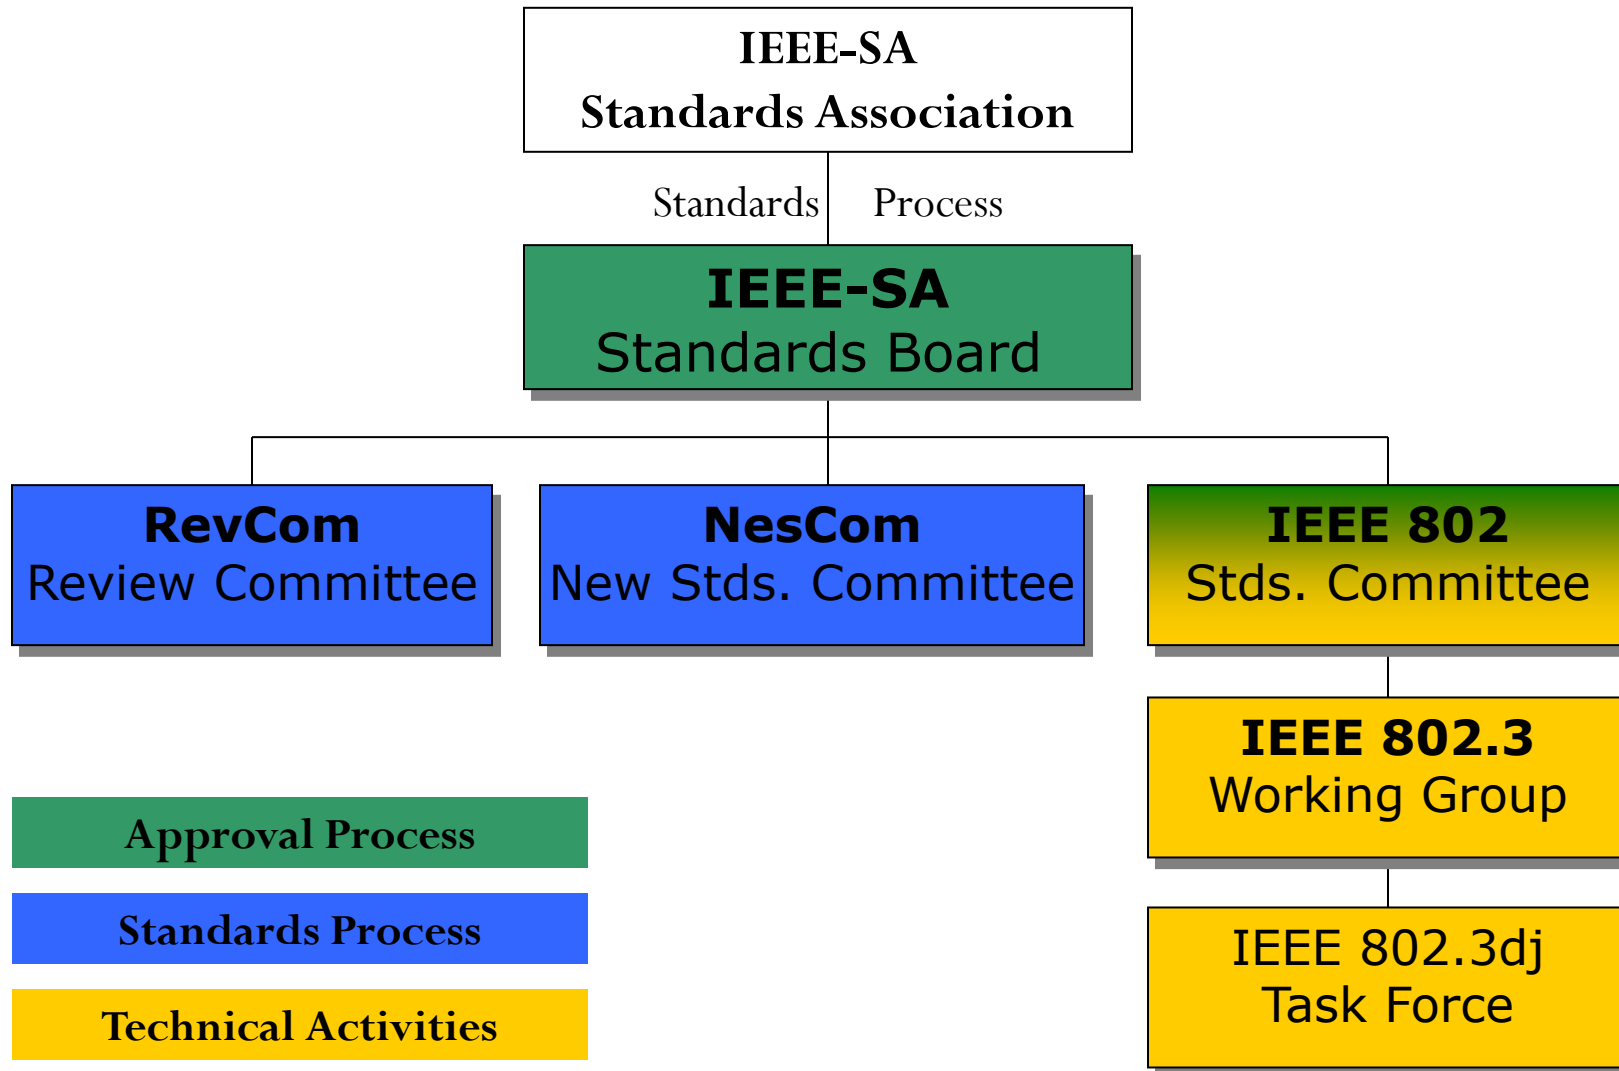 IEEE-SA
Standards Association
Standards Process
IEEE-SA
Standards Board
RevCom
Review Committee
NesCom
New Stds. Committee
IEEE 802
Stds. Committee
IEEE 802.3
Working Group
IEEE 802.3dj
Task Force
Approval Process
Standards Process
Technical Activities